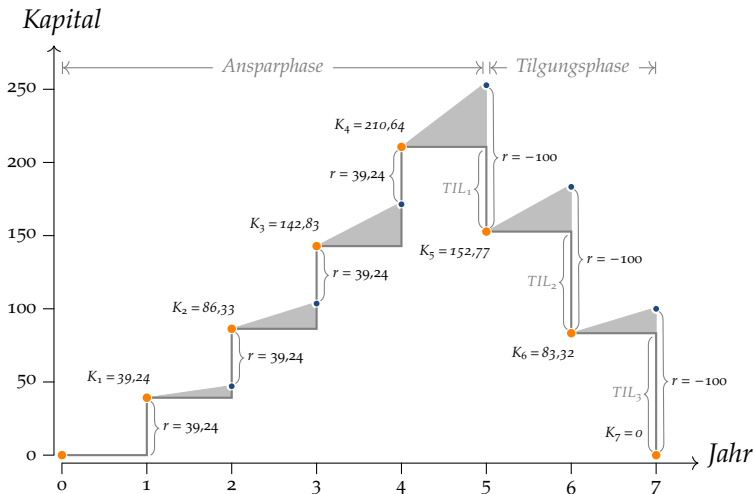 Kapital
Ansparphase
Tilgungsphase
250
200
150
100
50
0
K₄ = 210,64
r = 39,24
TIL₁
r = −100
K₃ = 142,83
r = 39,24
K₅ = 152,77
r = −100
TIL₂
K₂ = 86,33
r = 39,24
K₆ = 83,32
K₁ = 39,24
r = 39,24
TIL₃
r = −100
K₇ = 0
Jahr
0 1 2 3 4 5 6 7